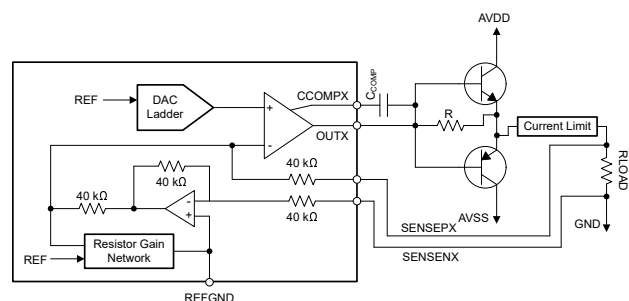 AVDD
CCOMPX
CCOMP
REF
DAC
Ladder
+
-
OUTX
R
Current Limit
RLOAD
40 kΩ
40 kΩ
40 kΩ
40 kΩ
-
+
AVSS
GND
SENSEPX
SENSENX
Resistor Gain
Network
REF
REFGND